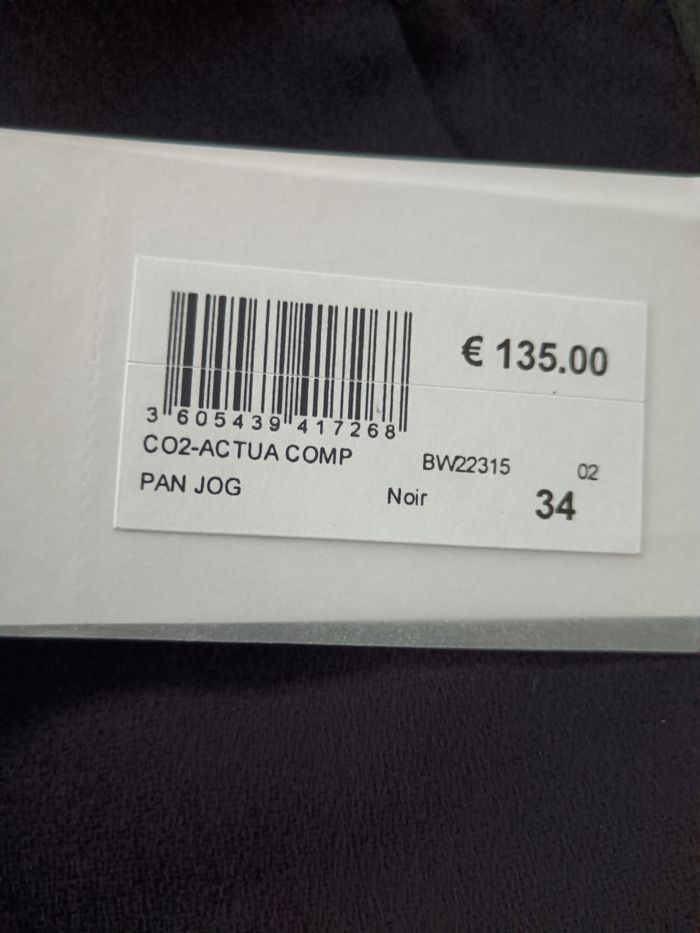 € 135.00
3 605439 417268
CO2-ACTUA COMP BW22315 02
PAN JOG Noir 34